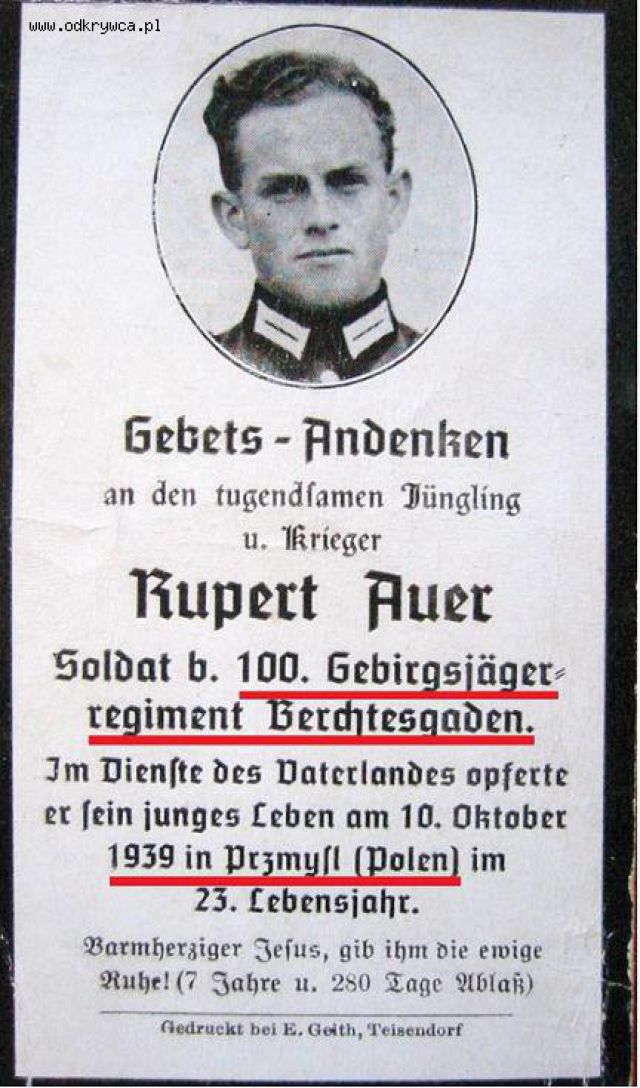 www.odkrywca.pl
Gebets - Andenken
an den tugendsamen Jüngling
u. Krieger
Rupert Auer
Soldat b. 100. Gebirgsjäger-
regiment Berchtesgaden.
Im Dienste des Vaterlandes opferte
er sein junges Leben am 10. Oktober
1939 in Przmysl (Polen) im
23. Lebensjahr.
Barmherziger Jesus, gib ihm die ewige
Ruhe! (7 Jahre u. 280 Tage Ablaß)
Gedruckt bei E. Geith, Teisendorf